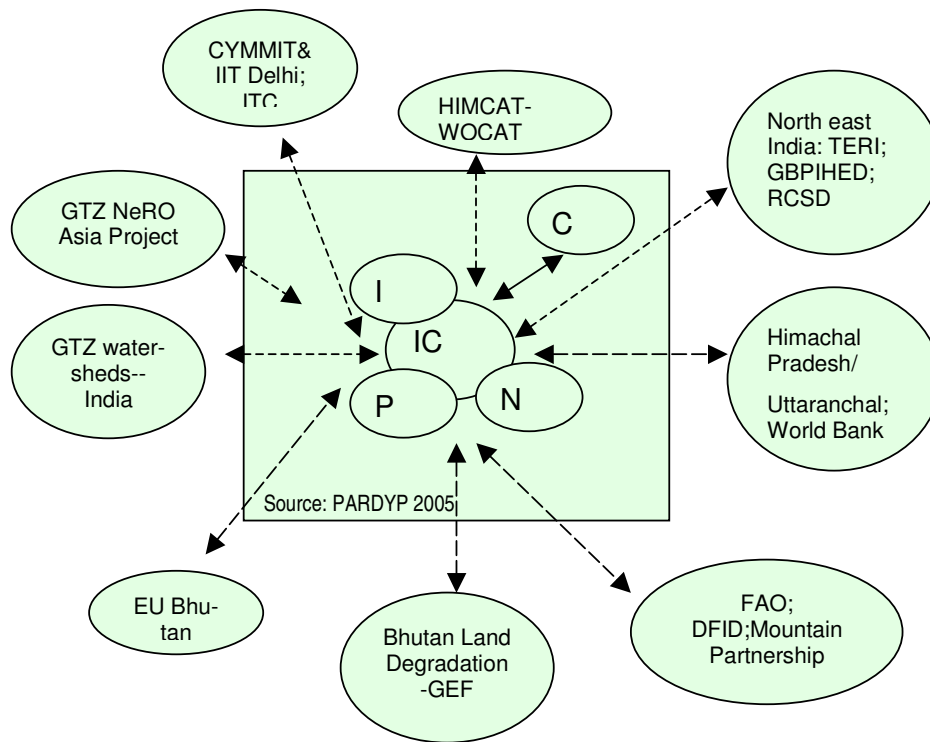 CYMMIT&
IIT Delhi;
ITC
HIMCAT-
WOCAT
North east
India: TERI;
GBPIHED;
RCSD
GTZ NeRO
Asia Project
C
I
IC
GTZ water-
sheds--
India
Himachal
Pradesh/
Uttaranchal;
World Bank
P
N
Source: PARDYP 2005
EU Bhu-
tan
Bhutan Land
Degradation
-GEF
FAO;
DFID;Mountain
Partnership